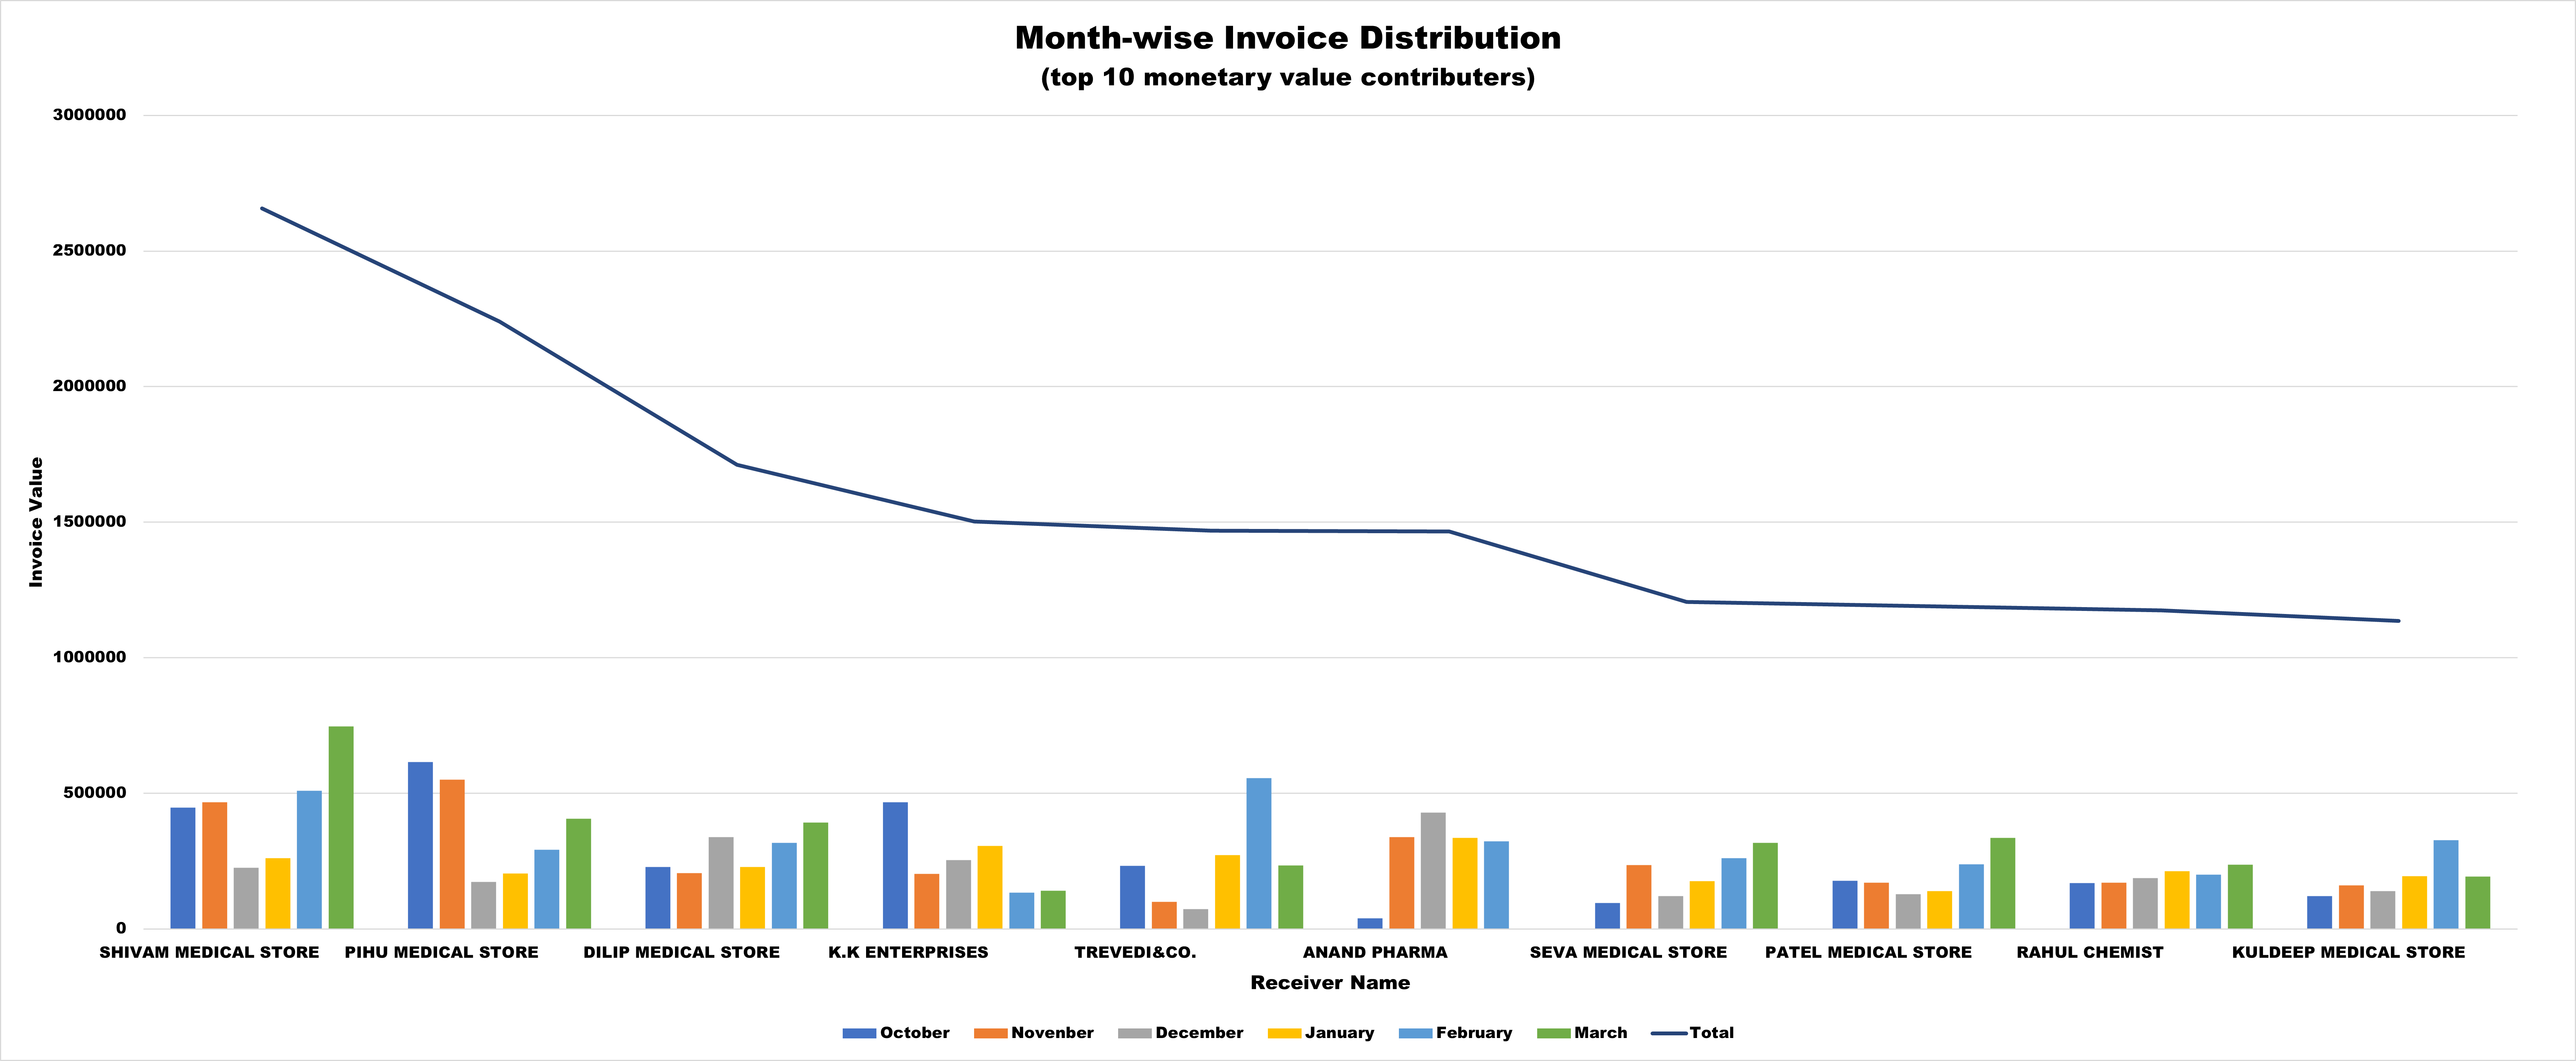 Month-wise Invoice Distribution
(top 10 monetary value contributers)
3000000
2500000
2000000
1500000
1000000
500000
0
Invoice Value
SHIVAM MEDICAL STORE PIHU MEDICAL STORE DILIP MEDICAL STORE K.K ENTERPRISES TREVEDI&CO. ANAND PHARMA SEVA MEDICAL STORE PATEL MEDICAL STORE RAHUL CHEMIST KULDEEP MEDICAL STORE
Receiver Name
October Novenber December January February March Total